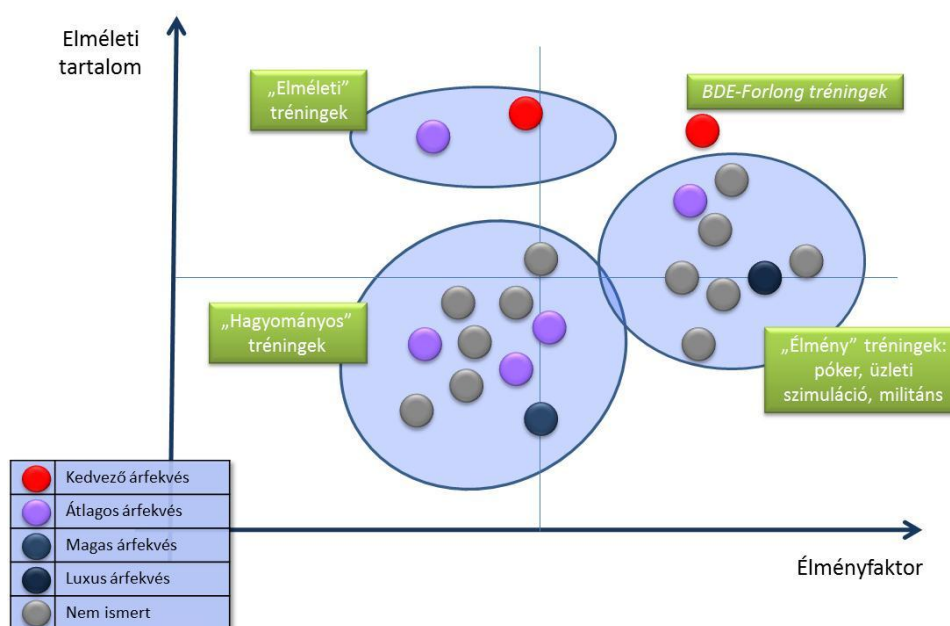 Elméleti
tartalom
„Elméleti”
tréningek
BDE-Forlong tréningek
„Hagyományos”
tréningek
„Élmény” tréningek:
póker, üzleti
szimuláció, militáns
Kedvező árfekvés
Átlagos árfekvés
Magas árfekvés
Luxus árfekvés
Nem ismert
Élményfaktor